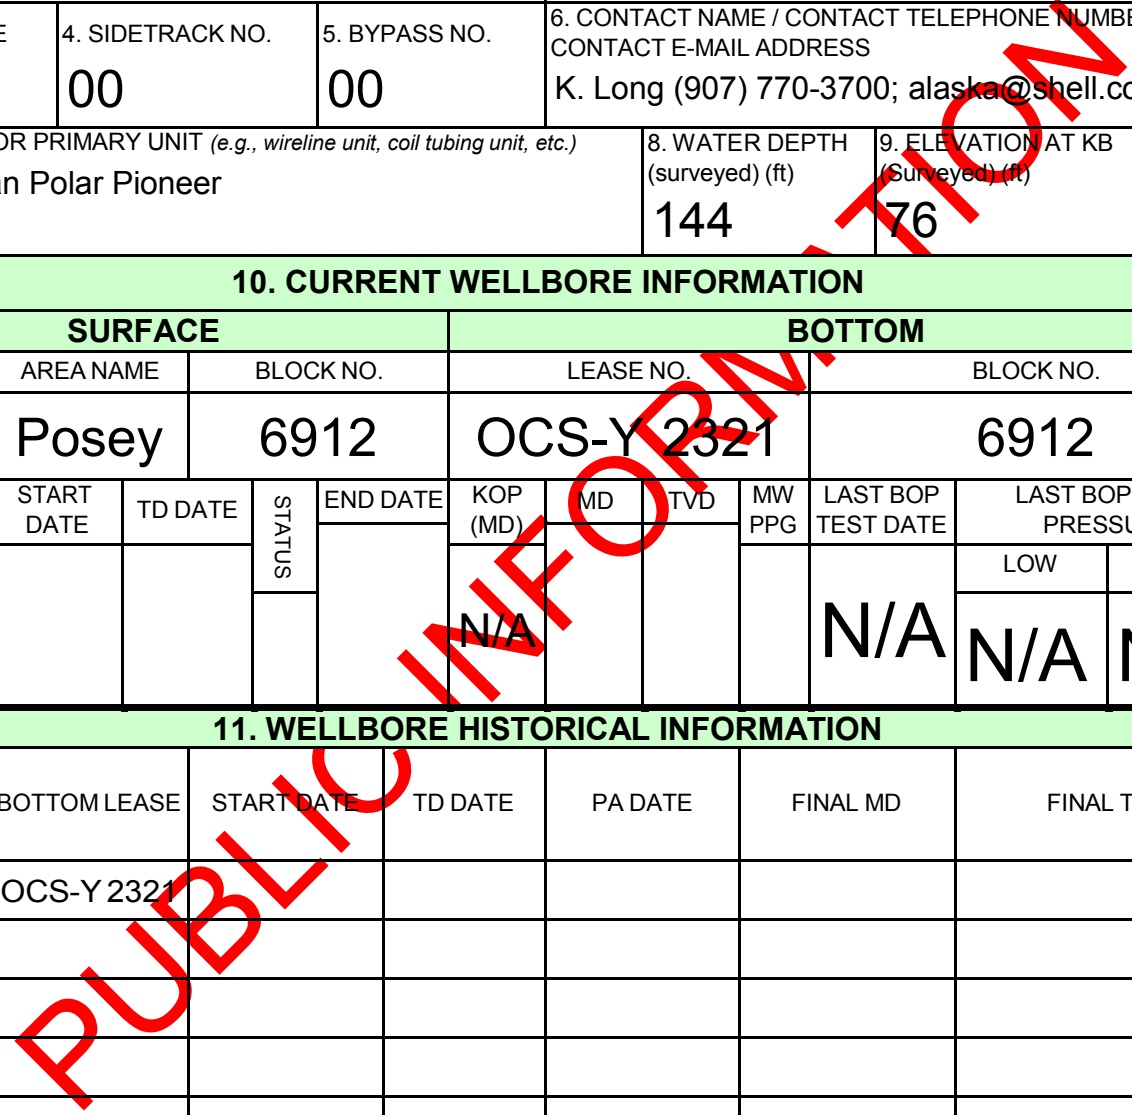 E
4. SIDETRACK NO.
5. BYPASS NO.
6. CONTACT NAME / CONTACT TELEPHONE NUMBE
CONTACT E-MAIL ADDRESS
00
00
K. Long (907) 770-3700; alaska@shell.co
OR PRIMARY UNIT (e.g., wireline unit, coil tubing unit, etc.)
an Polar Pioneer
8. WATER DEPTH
(surveyed) (ft)
144
9. ELEVATION AT KB
(Surveyed) (ft)
76
10. CURRENT WELLBORE INFORMATION
SURFACE
BOTTOM
AREA NAME
BLOCK NO.
LEASE NO.
BLOCK NO.
Posey
6912
OCS-Y 2321
6912
START
DATE
TD DATE
STATUS
END DATE
KOP
(MD)
MD
TVD
MW
PPG
LAST BOP
TEST DATE
LAST BOP
PRESSU
LOW
N/A
N/A
N/A
11. WELLBORE HISTORICAL INFORMATION
BOTTOM LEASE
START DATE
TD DATE
PA DATE
FINAL MD
FINAL T
OCS-Y 2321
PUBLIC INFORMATION